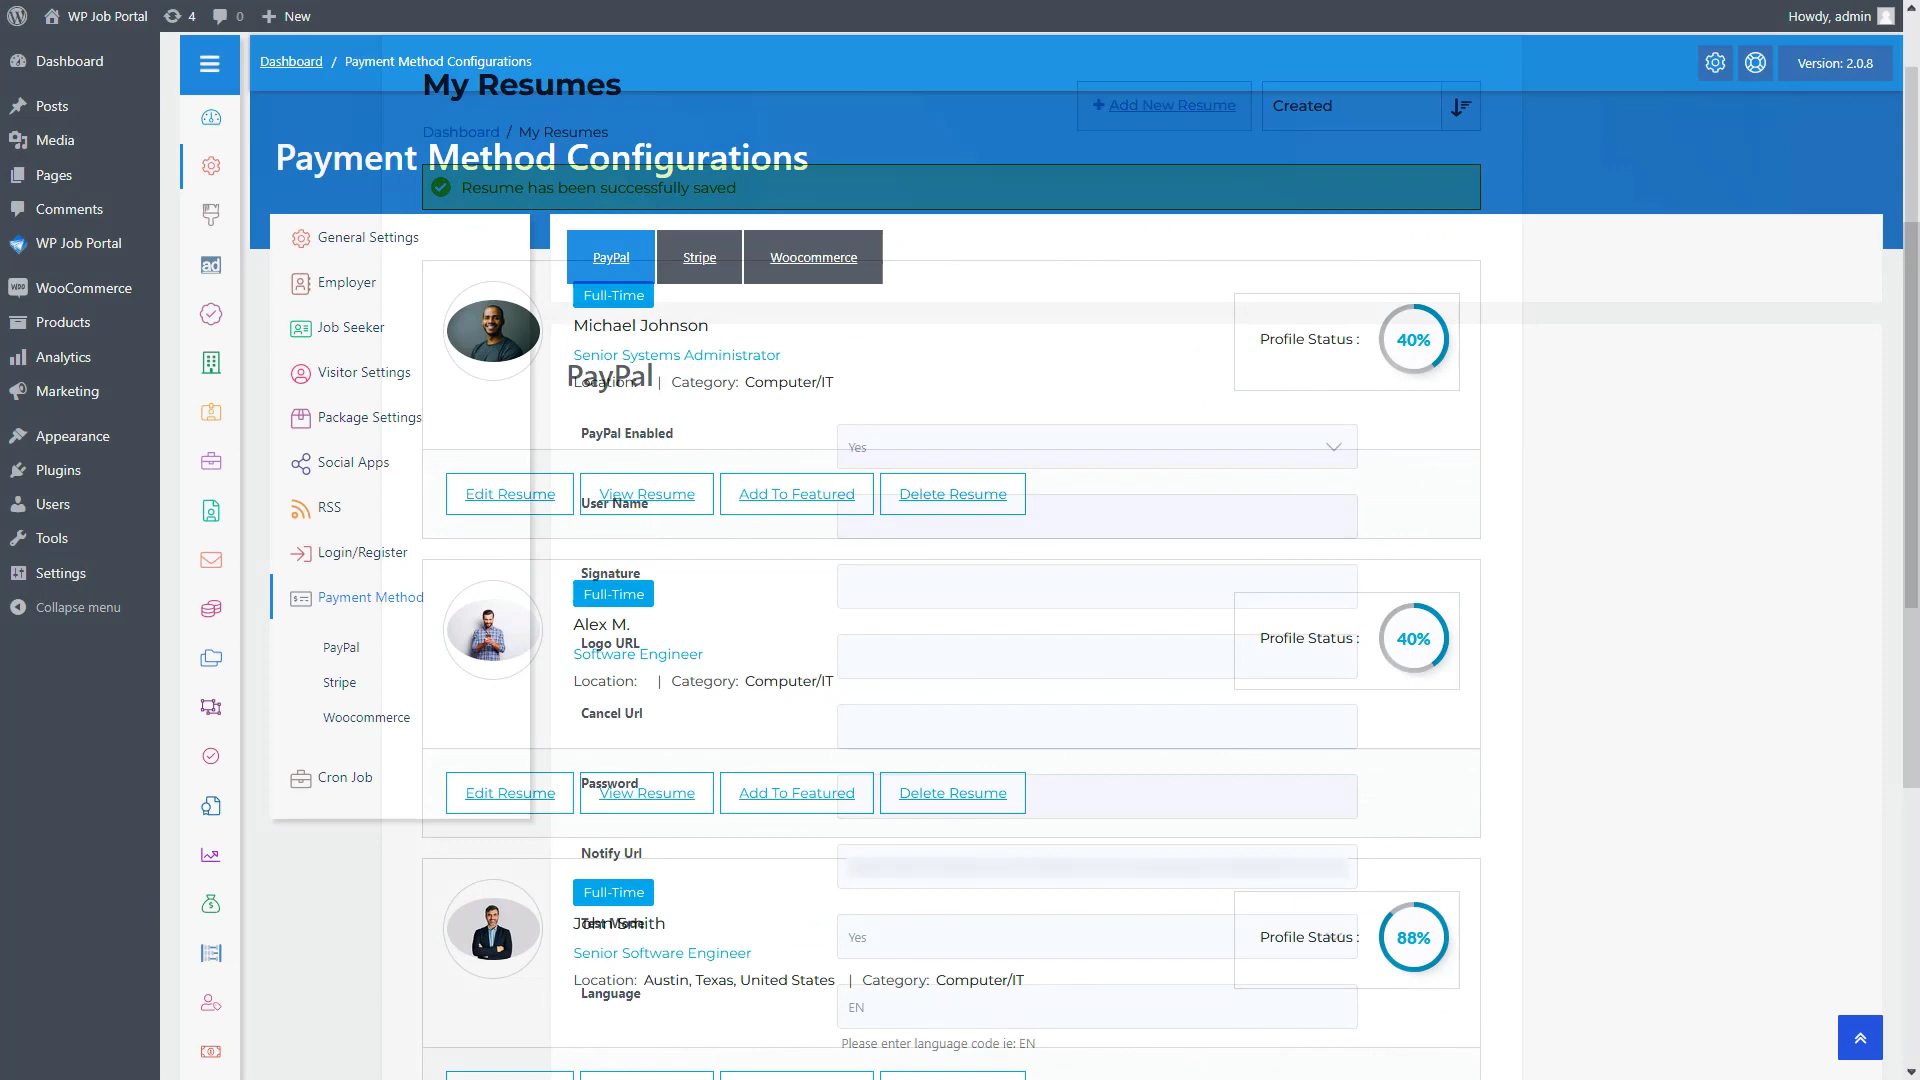 WP Job Portal
4
0
New
Howdy, admin
Dashboard
Posts
Media
Pages
Comments
WP Job Portal
WooCommerce
Products
Analytics
Marketing
Appearance
Plugins
Users
Tools
Settings
Collapse menu
Dashboard / Payment Method Configurations
Version: 2.0.8
My Resumes
+ Add New Resume
Created
Dashboard / My Resumes
Payment Method Configurations
Resume has been successfully saved
ad
General Settings
Employer
Job Seeker
Visitor Settings
Package Settings
Social Apps
RSS
Login/Register
Payment Method
PayPal
Stripe
Woocommerce
Cron Job
PayPal
Stripe
Woocommerce
Full-Time
Michael Johnson
Senior Systems Administrator
Location: | Category: Computer/IT
Profile Status :
40%
PayPal
PayPal Enabled
Yes
Edit Resume
View Resume
Add To Featured
Delete Resume
User Name
Signature
Full-Time
Alex M.
Software Engineer
Location: | Category: Computer/IT
Profile Status :
40%
Logo URL
Cancel Url
Edit Resume
View Resume
Add To Featured
Delete Resume
Password
Notify Url
Full-Time
John Smith
Senior Software Engineer
Location: Austin, Texas, United States | Category: Computer/IT
Profile Status :
88%
Test Mode
Yes
Language
EN
Please enter language code ie: EN